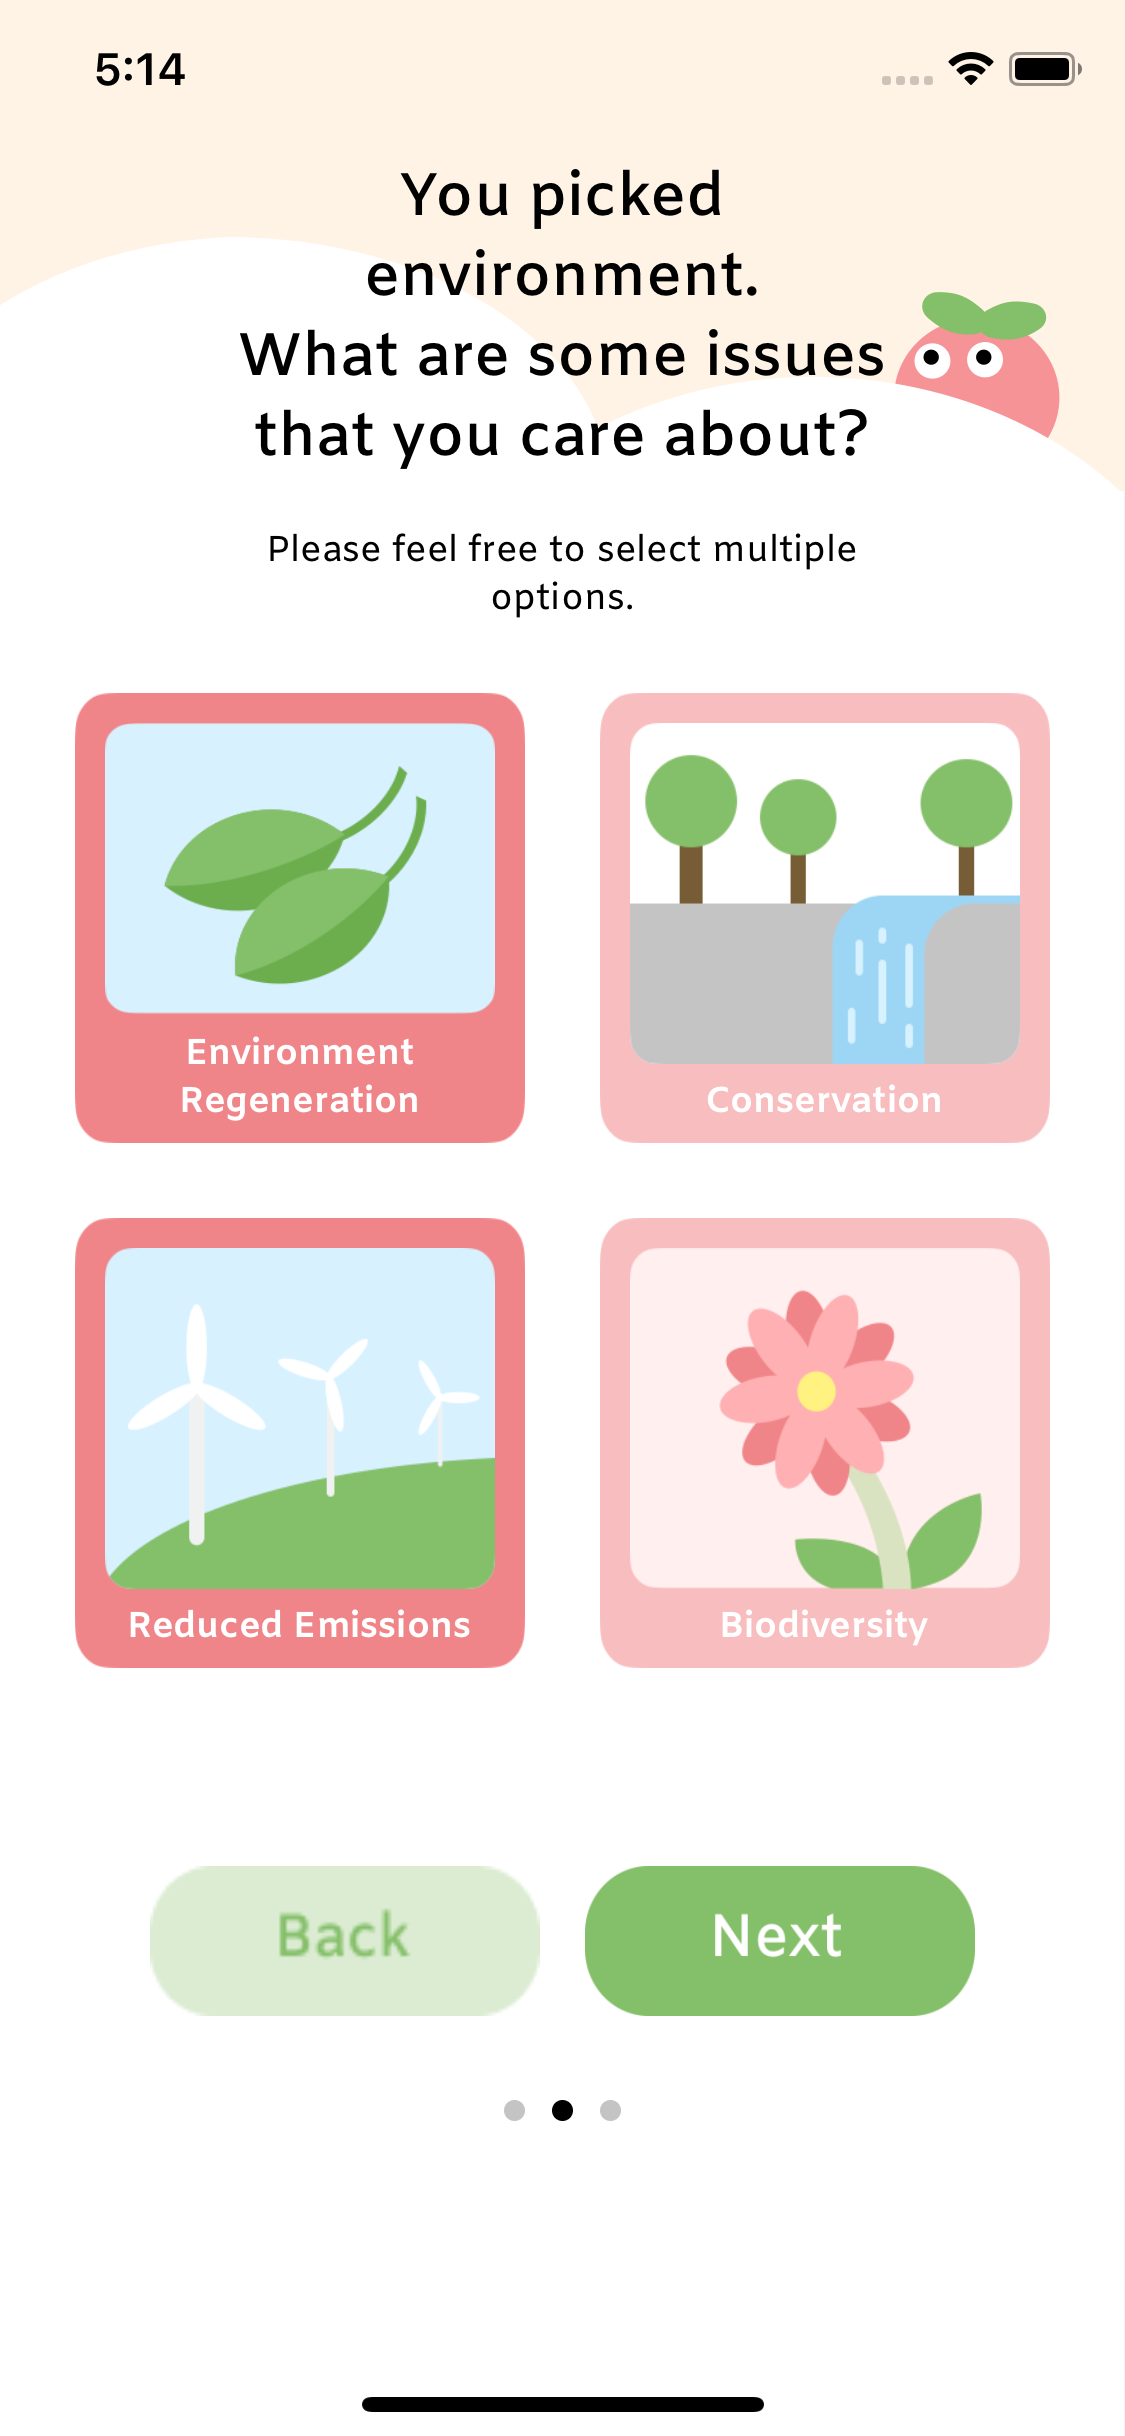 5:14
You picked
environment.
What are some issues
that you care about?
Please feel free to select multiple
options.
Environment
Regeneration
Conservation
Reduced Emissions
Biodiversity
Back
Next